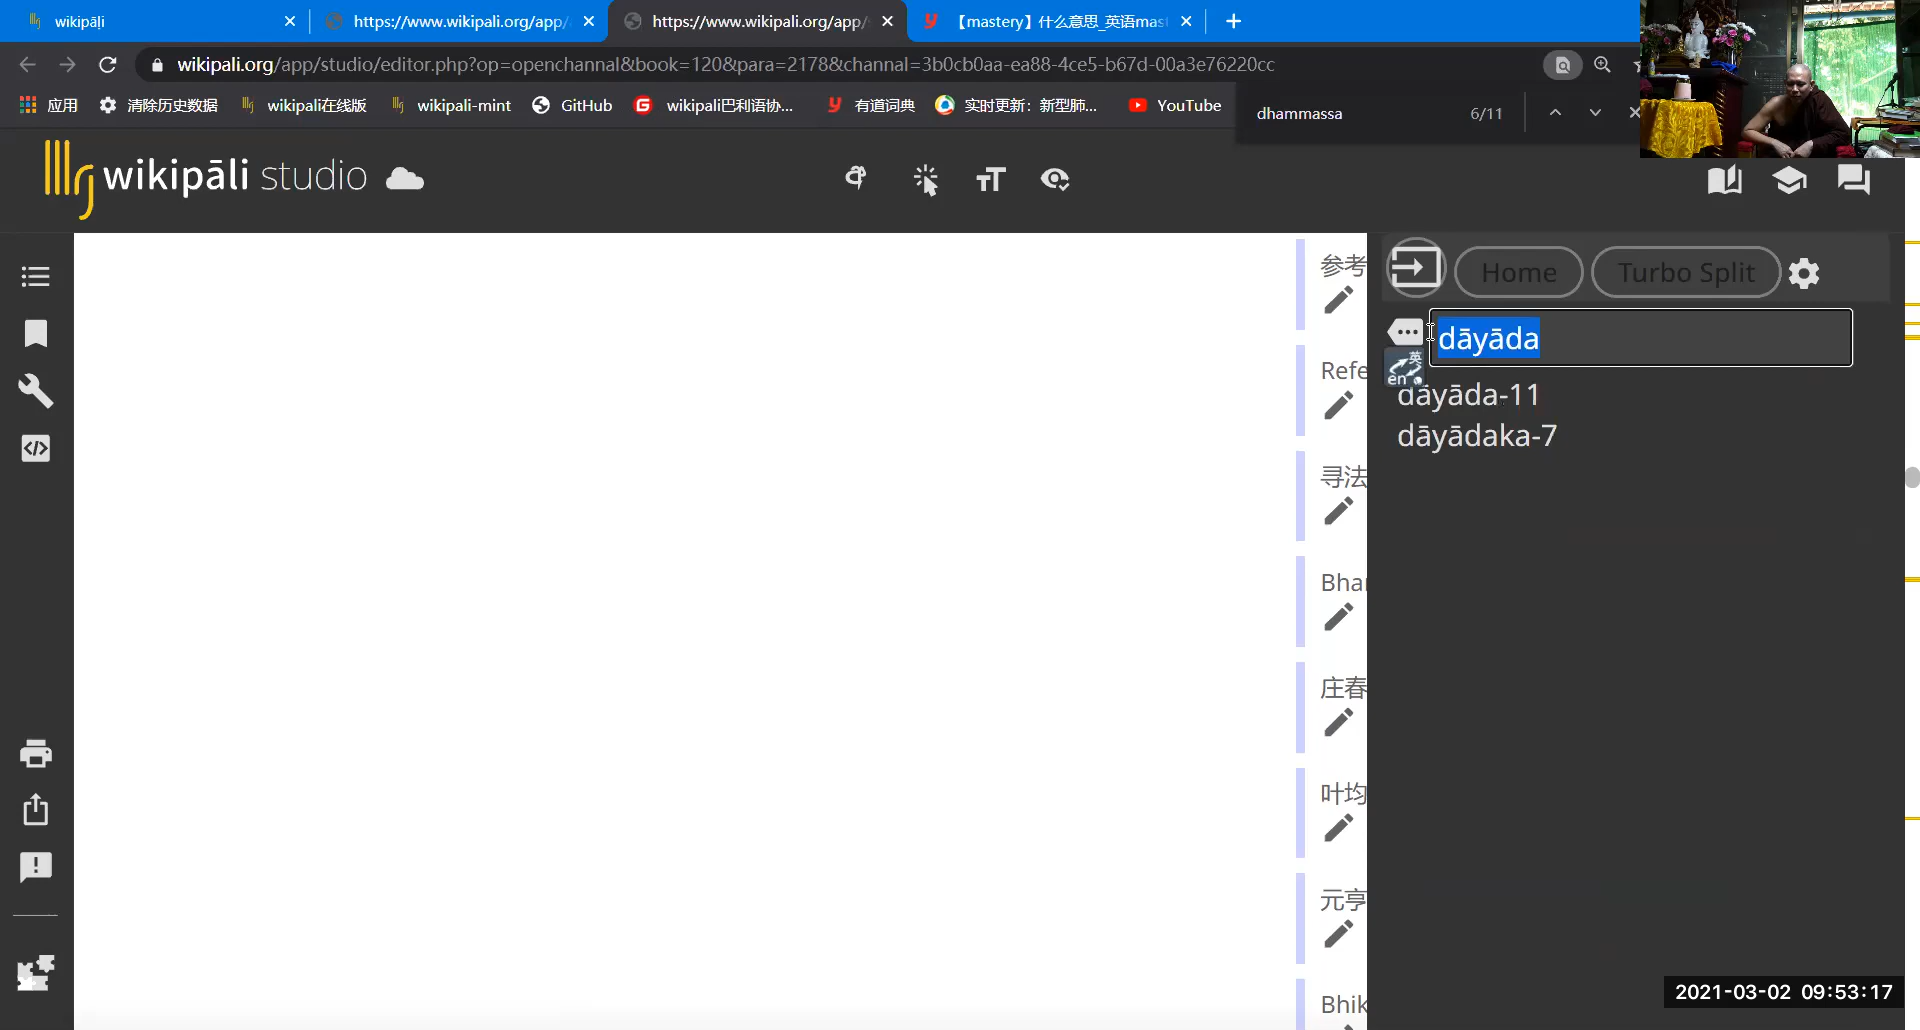 wikipāḷi
https://www.wikipali.org/app/
https://www.wikipali.org/app/
【mastery】什么意思_英语mas
wikipali.org/app/studio/editor.php?op=openchannal&book=120&para=2178&channal=3b0cb0aa-ea88-4ce5-b67d-00a3e76220cc
应用
清除历史数据
wikipali在线版
wikipali-mint
GitHub
wikipali巴利语协...
有道词典
实时更新：新型肺...
YouTube
dhammassa
6/11
wikipāli studio
参考
Refe
寻法
Bhar
庄春
叶均
元亨
Bhik
Home
Turbo Split
dāyāda
英
en
dāyāda-11
dāyādaka-7
2021-03-02 09:53:17